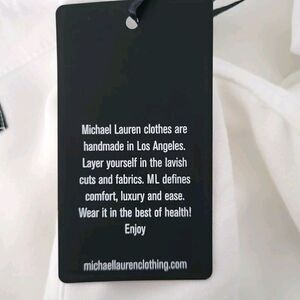 Michael Lauren clothes are
handmade in Los Angeles.
Layer yourself in the lavish
cuts and fabrics. ML defines
comfort, luxury and ease.
Wear it in the best of health!
Enjoy
michaellaurenclothing.com